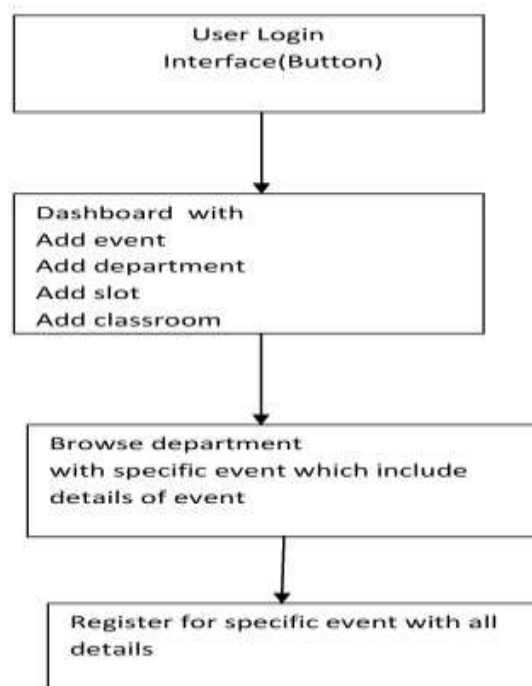 User Login
Interface(Button)
Dashboard with
Add event
Add department
Add slot
Add classroom
Browse department
with specific event which include
details of event
Register for specific event with all
details